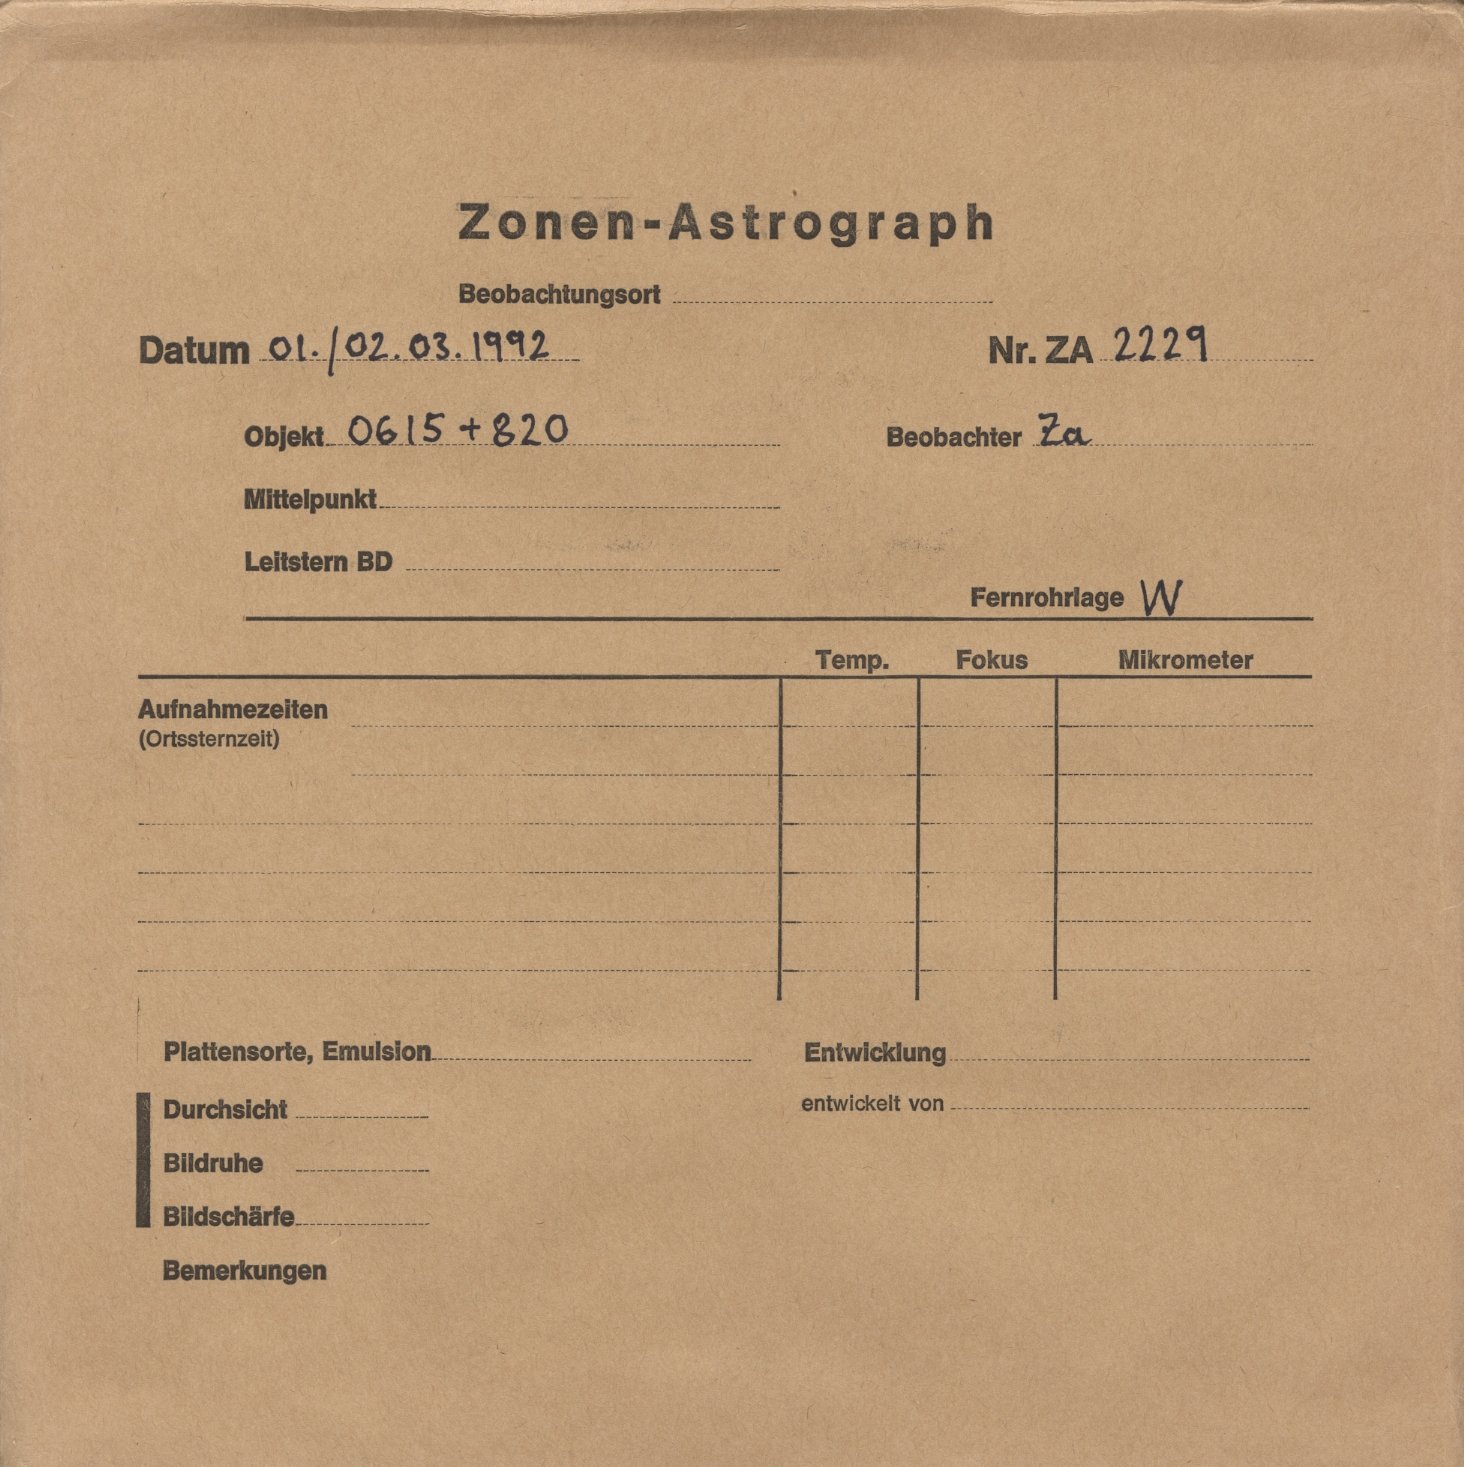 Zonen-Astrograph
Beobachtungsort
Datum 01./02.03.1992 Nr. ZA 2229
Objekt 0615+820 Beobachter Za
Mittelpunkt
Leitstern BD
Fernrohrlage W
Temp. Fokus Mikrometer
Aufnahmezeiten
(Ortssternzeit)
Plattensorte, Emulsion Entwicklung
Durchsicht entwickelt von
Bildruhe
Bildschärfe
Bemerkungen